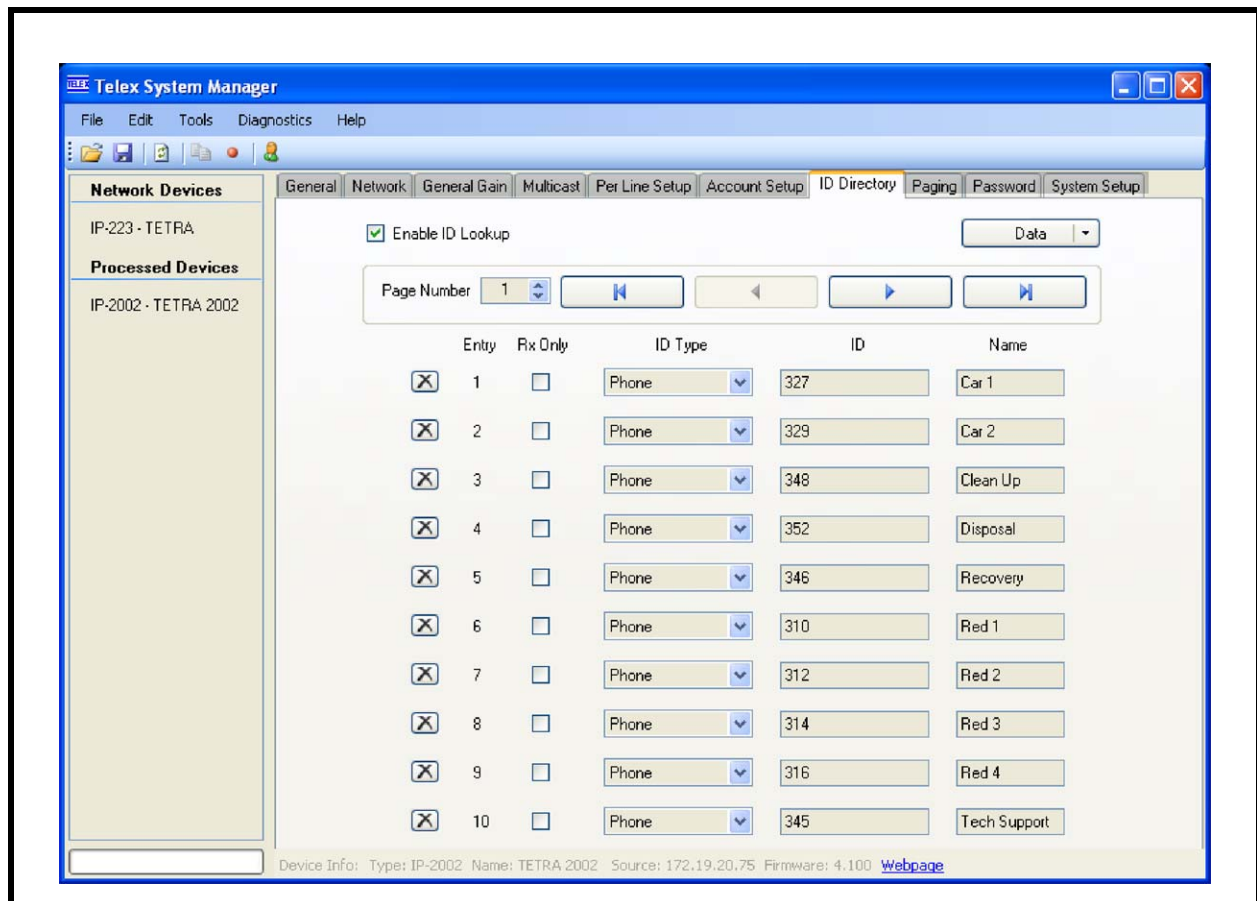 TELEX Telex System Manager
File Edit Tools Diagnostics Help
Network Devices
IP-223 - TETRA
Processed Devices
IP-2002 - TETRA 2002
General Network General Gain Multicast Per Line Setup Account Setup ID Directory Paging Password System Setup
Enable ID Lookup Data
Page Number 1
Entry Rx Only ID Type ID Name
1 Phone 327 Car 1
2 Phone 329 Car 2
3 Phone 348 Clean Up
4 Phone 352 Disposal
5 Phone 346 Recovery
6 Phone 310 Red 1
7 Phone 312 Red 2
8 Phone 314 Red 3
9 Phone 316 Red 4
10 Phone 345 Tech Support
Device Info: Type: IP-2002 Name: TETRA 2002 Source: 172.19.20.75 Firmware: 4.100 Webpage